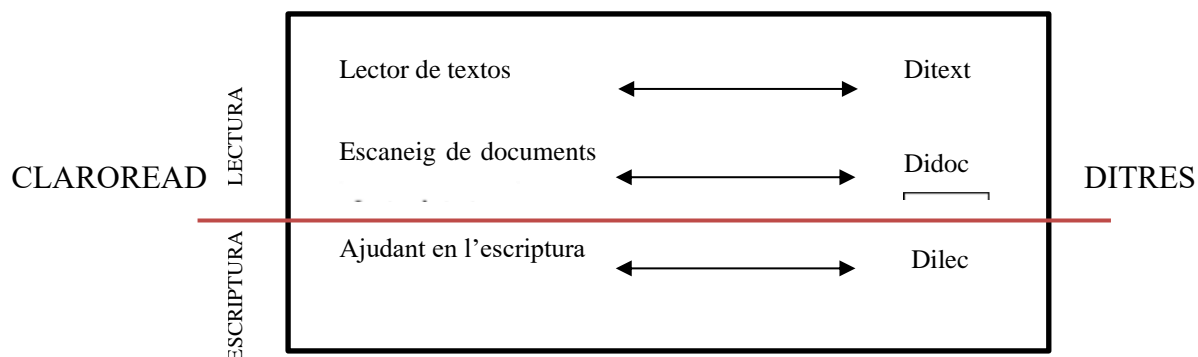 Lector de textos
Ditext
LECTURA
Escaneig de documents
Didoc
CLAROREAD
DITRES
Ajudant en l’escriptura
Dilec
ESCRIPTURA